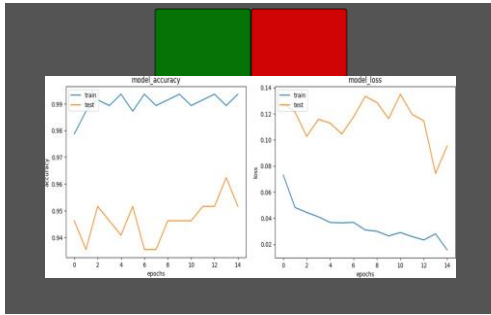 model_accuracy
train
test
0.99
0.98
0.97
0.96
0.95
0.94
accuracy
0 2 4 6 8 10 12 14
epochs
model_loss
train
test
0.14
0.12
0.10
0.08
0.06
0.04
0.02
loss
0 2 4 6 8 10 12 14
epochs